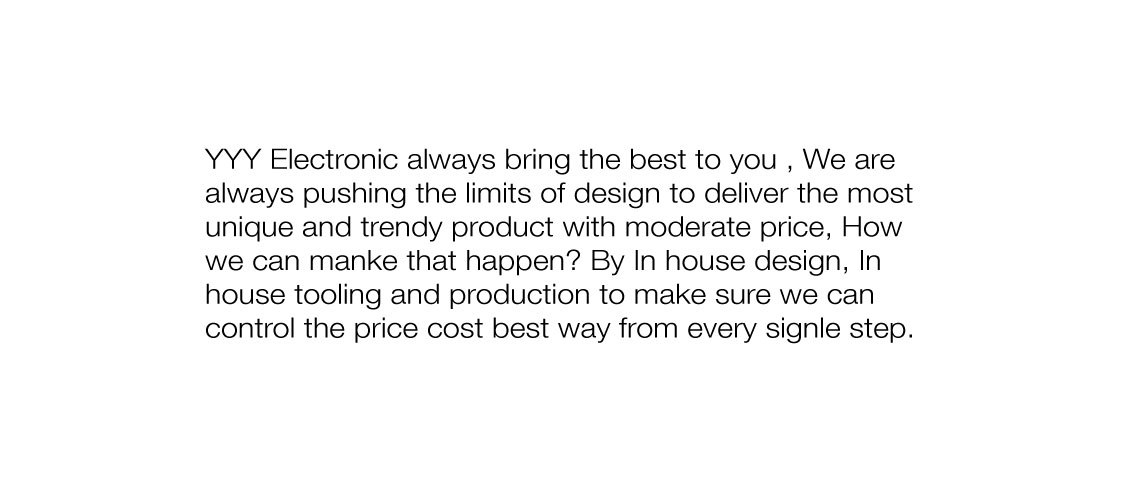 YYY Electronic always bring the best to you , We are
always pushing the limits of design to deliver the most
unique and trendy product with moderate price, How
we can manke that happen? By In house design, In
house tooling and production to make sure we can
control the price cost best way from every signle step.